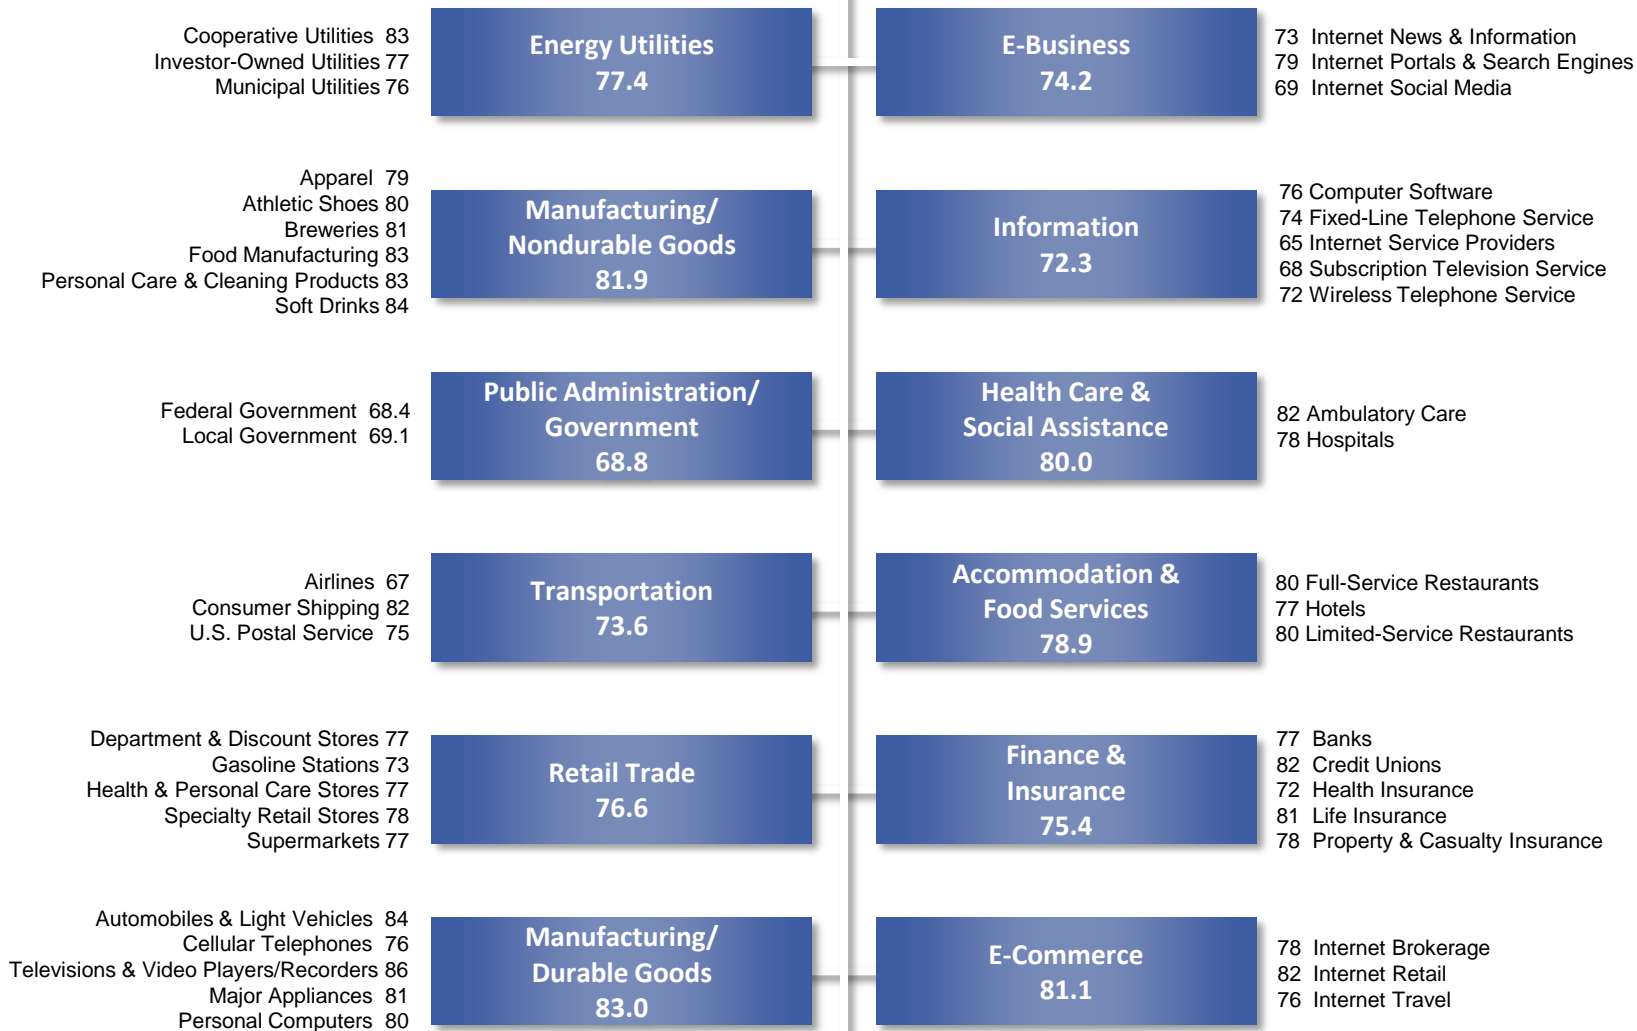 Cooperative Utilities 83
Investor-Owned Utilities 77
Municipal Utilities 76
Energy Utilities
77.4
E-Business
74.2
73 Internet News & Information
79 Internet Portals & Search Engines
69 Internet Social Media
Apparel 79
Athletic Shoes 80
Breweries 81
Food Manufacturing 83
Personal Care & Cleaning Products 83
Soft Drinks 84
Manufacturing/
Nondurable Goods
81.9
Information
72.3
76 Computer Software
74 Fixed-Line Telephone Service
65 Internet Service Providers
68 Subscription Television Service
72 Wireless Telephone Service
Federal Government 68.4
Local Government 69.1
Public Administration/
Government
68.8
Health Care &
Social Assistance
80.0
82 Ambulatory Care
78 Hospitals
Airlines 67
Consumer Shipping 82
U.S. Postal Service 75
Transportation
73.6
Accommodation &
Food Services
78.9
80 Full-Service Restaurants
77 Hotels
80 Limited-Service Restaurants
Department & Discount Stores 77
Gasoline Stations 73
Health & Personal Care Stores 77
Specialty Retail Stores 78
Supermarkets 77
Retail Trade
76.6
Finance &
Insurance
75.4
77 Banks
82 Credit Unions
72 Health Insurance
81 Life Insurance
78 Property & Casualty Insurance
Automobiles & Light Vehicles 84
Cellular Telephones 76
Televisions & Video Players/Recorders 86
Major Appliances 81
Personal Computers 80
Manufacturing/
Durable Goods
83.0
E-Commerce
81.1
78 Internet Brokerage
82 Internet Retail
76 Internet Travel